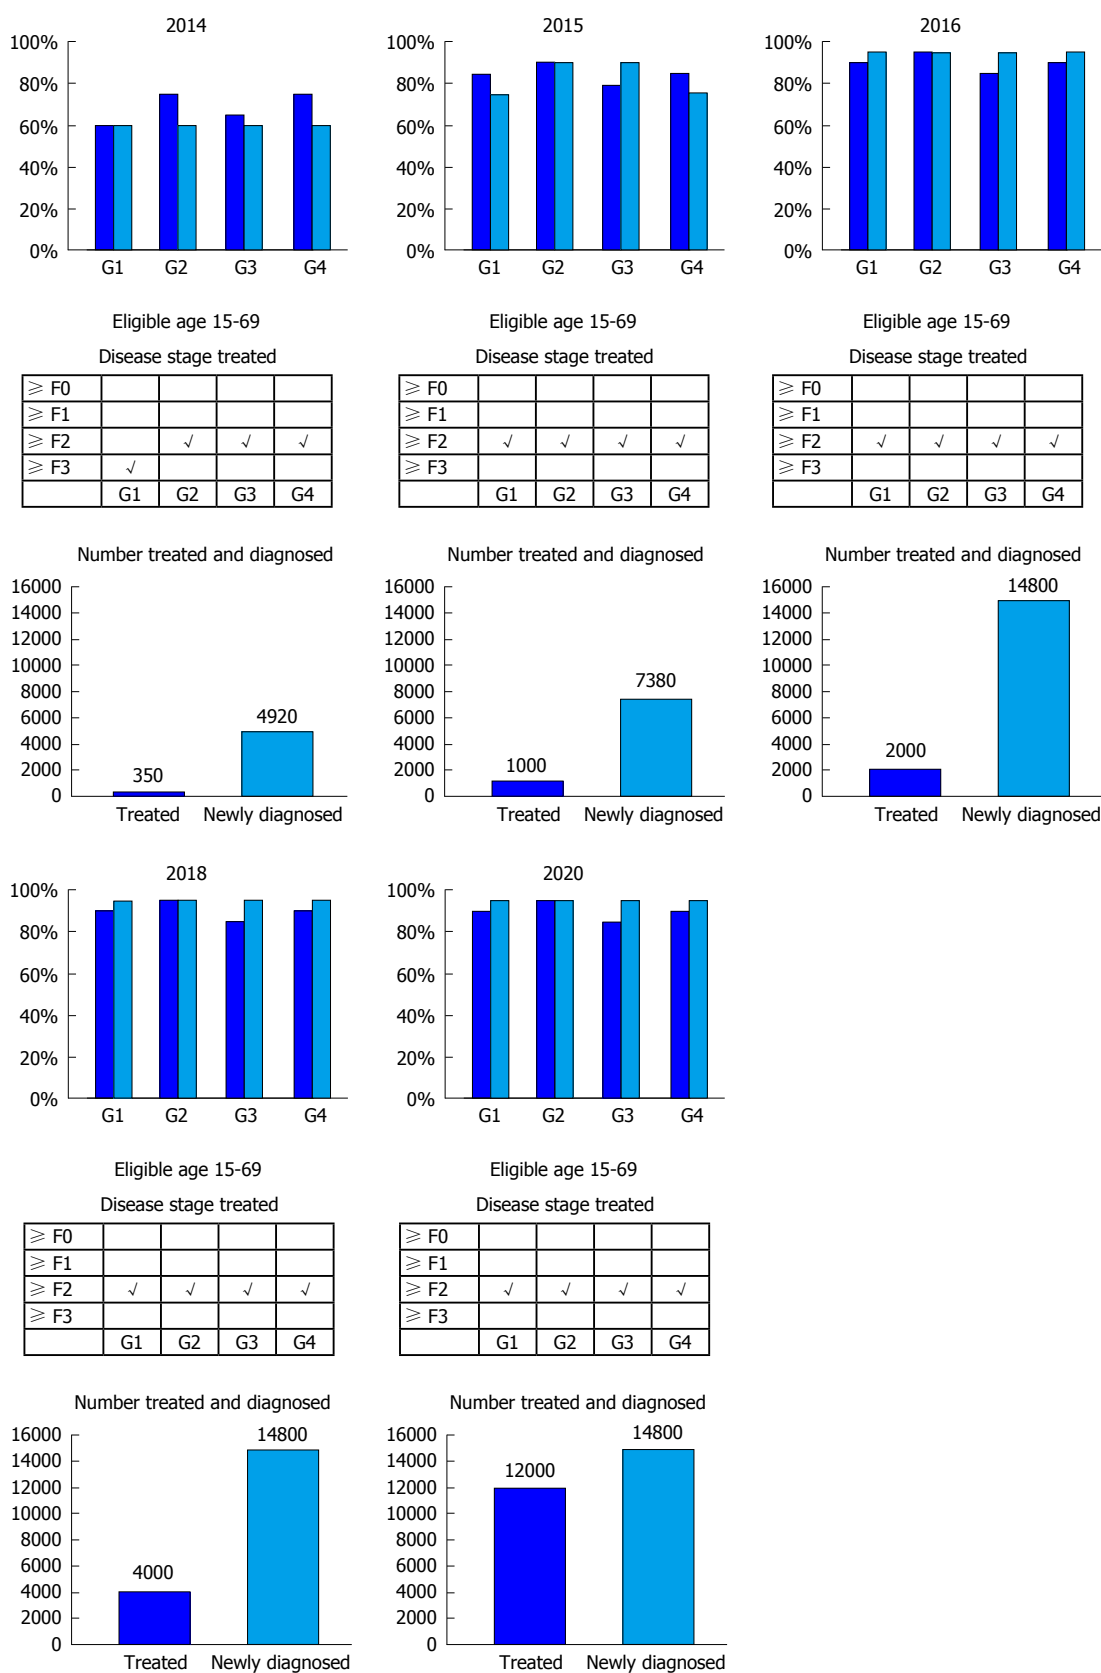 2014
100%
80%
60%
40%
20%
0%
G1 G2 G3 G4
Eligible age 15-69
Disease stage treated
≥ F0
≥ F1
≥ F2 √ √ √
≥ F3 √
G1 G2 G3 G4
Number treated and diagnosed
16000
14000
12000
10000
8000
6000
4000
2000
0
350
4920
Treated Newly diagnosed
2015
100%
80%
60%
40%
20%
0%
G1 G2 G3 G4
Eligible age 15-69
Disease stage treated
≥ F0
≥ F1
≥ F2 √ √ √ √
≥ F3
G1 G2 G3 G4
Number treated and diagnosed
16000
14000
12000
10000
8000
6000
4000
2000
0
1000
7380
Treated Newly diagnosed
2016
100%
80%
60%
40%
20%
0%
G1 G2 G3 G4
Eligible age 15-69
Disease stage treated
≥ F0
≥ F1
≥ F2 √ √ √ √
≥ F3
G1 G2 G3 G4
Number treated and diagnosed
16000
14000
12000
10000
8000
6000
4000
2000
0
2000
14800
Treated Newly diagnosed
2018
100%
80%
60%
40%
20%
0%
G1 G2 G3 G4
Eligible age 15-69
Disease stage treated
≥ F0
≥ F1
≥ F2 √ √ √ √
≥ F3
G1 G2 G3 G4
Number treated and diagnosed
16000
14000
12000
10000
8000
6000
4000
2000
0
4000
14800
Treated Newly diagnosed
2020
100%
80%
60%
40%
20%
0%
G1 G2 G3 G4
Eligible age 15-69
Disease stage treated
≥ F0
≥ F1
≥ F2 √ √ √ √
≥ F3
G1 G2 G3 G4
Number treated and diagnosed
16000
14000
12000
10000
8000
6000
4000
2000
0
12000
14800
Treated Newly diagnosed